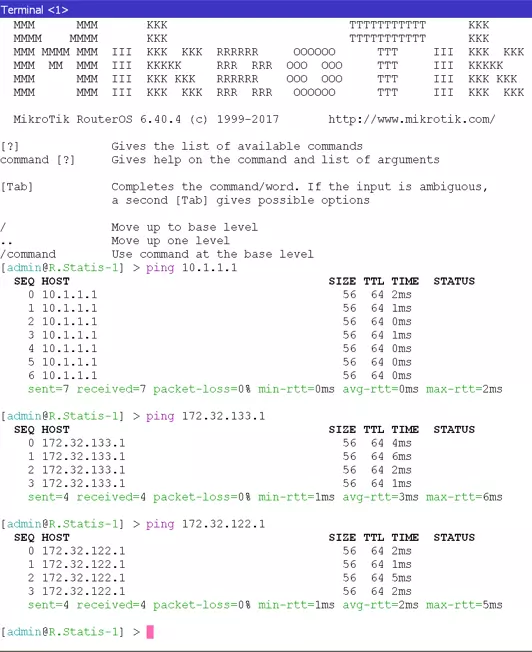 Terminal <1>
MMM      MMM       KKK                          TTTTTTTTTTT      KKK
MMMM    MMMM       KKK                          TTTTTTTTTTT      KKK
MMM MMMM MMM  III  KKK  KKK  RRRRRR     OOOOOO      TTT     III  KKK  KKK
MMM  MM  MMM  III  KKKKK     RRR  RRR  OOO  OOO     TTT     III  KKKKK
MMM      MMM  III  KKK KKK   RRRRRR    OOO  OOO     TTT     III  KKK KKK
MMM      MMM  III  KKK  KKK  RRR  RRR   OOOOOO      TTT     III  KKK  KKK
MikroTik RouterOS 6.40.4 (c) 1999-2017       http://www.mikrotik.com/
[?]             Gives the list of available commands
command [?]     Gives help on the command and list of arguments
[Tab]           Completes the command/word. If the input is ambiguous,
a second [Tab] gives possible options
/               Move up to base level
..              Move up one level
/command        Use command at the base level
[admin@R.Statis-1] > ping 10.1.1.1
SEQ HOST                                     SIZE TTL TIME  STATUS
0 10.1.1.1                                   56  64 2ms
1 10.1.1.1                                   56  64 1ms
2 10.1.1.1                                   56  64 0ms
3 10.1.1.1                                   56  64 1ms
4 10.1.1.1                                   56  64 0ms
5 10.1.1.1                                   56  64 0ms
6 10.1.1.1                                   56  64 0ms
sent=7 received=7 packet-loss=0% min-rtt=0ms avg-rtt=0ms max-rtt=2ms
[admin@R.Statis-1] > ping 172.32.133.1
SEQ HOST                                     SIZE TTL TIME  STATUS
0 172.32.133.1                               56  64 4ms
1 172.32.133.1                               56  64 6ms
2 172.32.133.1                               56  64 2ms
3 172.32.133.1                               56  64 1ms
sent=4 received=4 packet-loss=0% min-rtt=1ms avg-rtt=3ms max-rtt=6ms
[admin@R.Statis-1] > ping 172.32.122.1
SEQ HOST                                     SIZE TTL TIME  STATUS
0 172.32.122.1                               56  64 2ms
1 172.32.122.1                               56  64 1ms
2 172.32.122.1                               56  64 5ms
3 172.32.122.1                               56  64 2ms
sent=4 received=4 packet-loss=0% min-rtt=1ms avg-rtt=2ms max-rtt=5ms
[admin@R.Statis-1] >